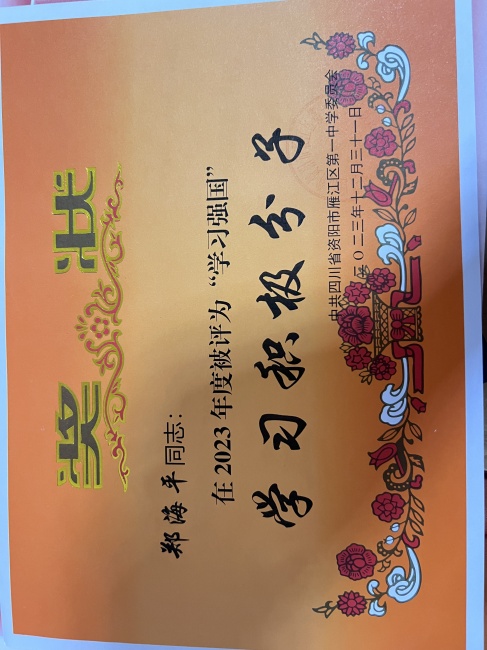 奖 状
郑海平同志：
在2023年度被评为“学习强国”
学习积极分子
中共四川省资阳市雁江区第一中学委员会
二〇二三年十二月三十一日